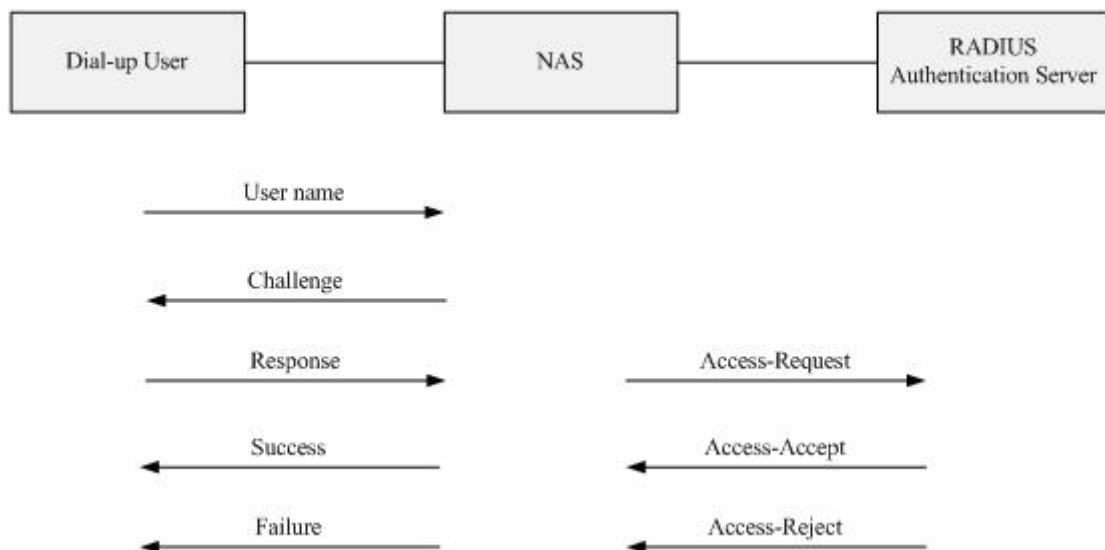 Dial-up User
NAS
RADIUS
Authentication Server
User name
Challenge
Response
Access-Request
Success
Access-Accept
Failure
Access-Reject